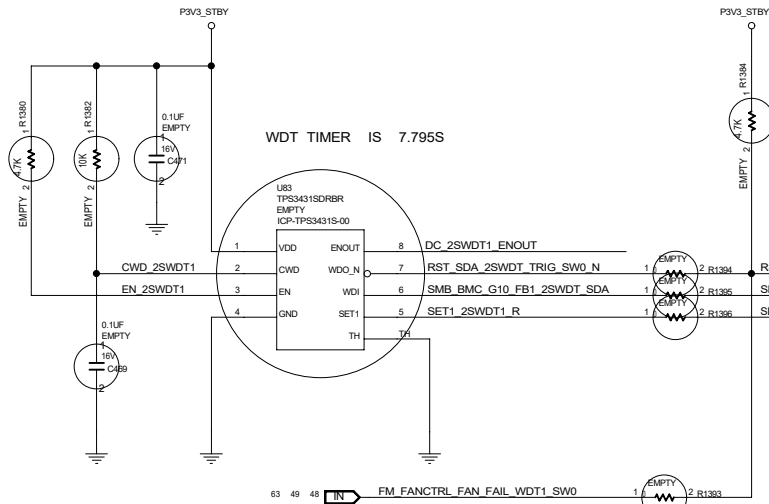 P3V3_STBY
P3V3_STBY
1 R1380
4.7K
EMPTY 2
1 R1382
10K
EMPTY 2
0.1UF
EMPTY
1
16V
C471
2
WDT TIMER IS 7.795S
1 R1384
4.7K
EMPTY 2
U83
TPS3431SDRBR
EMPTY
ICP-TPS3431S-00
1 VDD ENOUT 8 DC_2SWDT1_ENOUT
CWD_2SWDT1 2 CWD WDO_N 7 RST_SDA_2SWDT_TRIG_SW0_N 1 EMPTY 2 R1394
EN_2SWDT1 3 EN WDI 6 SMB_BMC_G10_FB1_2SWDT_SDA 1 EMPTY 2 R1395
4 GND SET1 5 SET1_2SWDT1_R 1 EMPTY 2 R1396
TH TH
0.1UF
EMPTY
1
16V
C469
2
63 49 48 IN FM_FANCTRL_FAN_FAIL_WDT1_SW0 1 EMPTY 2 R1393